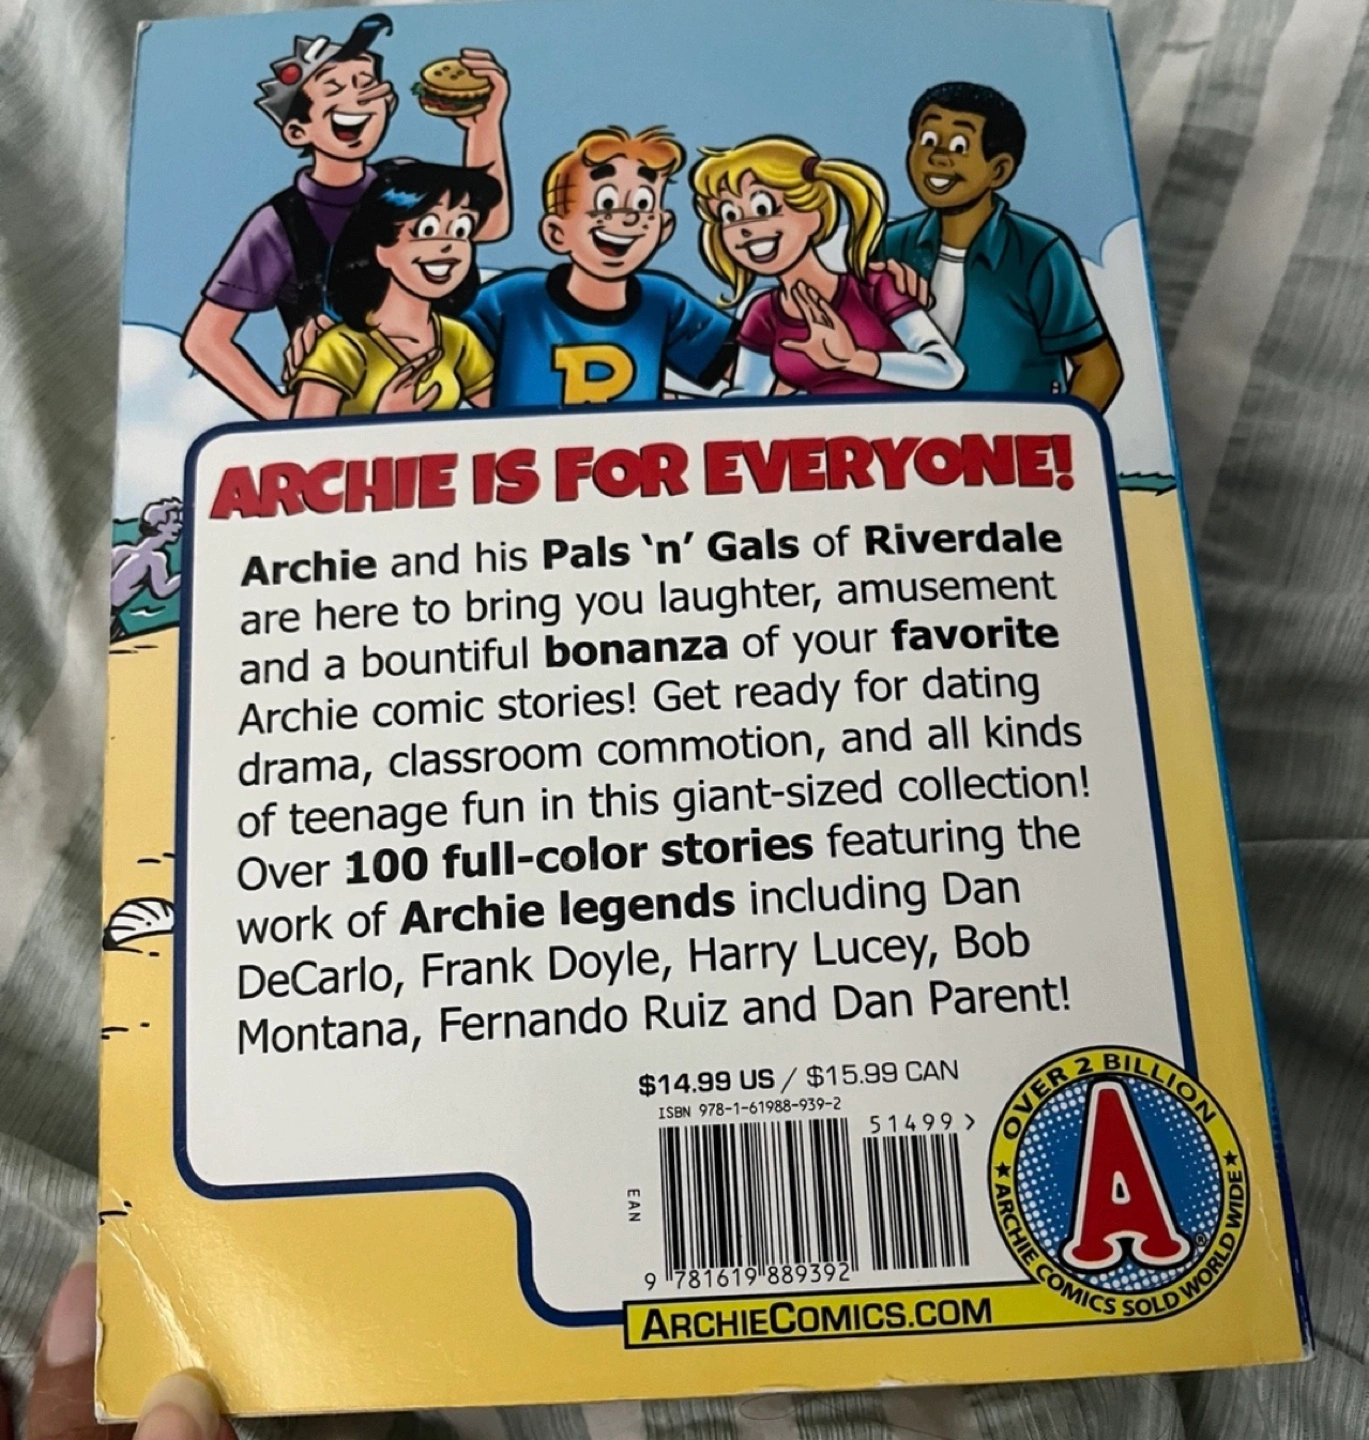 R
ARCHIE IS FOR EVERYONE!
Archie and his Pals 'n' Gals of Riverdale
are here to bring you laughter, amusement
and a bountiful bonanza of your favorite
Archie comic stories! Get ready for dating
drama, classroom commotion, and all kinds
of teenage fun in this giant-sized collection!
Over 100 full-color stories featuring the
work of Archie legends including Dan
DeCarlo, Frank Doyle, Harry Lucey, Bob
Montana, Fernando Ruiz and Dan Parent!
$14.99 US / $15.99 CAN
ISBN 978-1-61988-939-2
51499 >
EAN
9 781619 889392
ARCHIECOMICS.COM
OVER 2 BILLION
★ ARCHIE COMICS SOLD WORLD WIDE ★
A ®